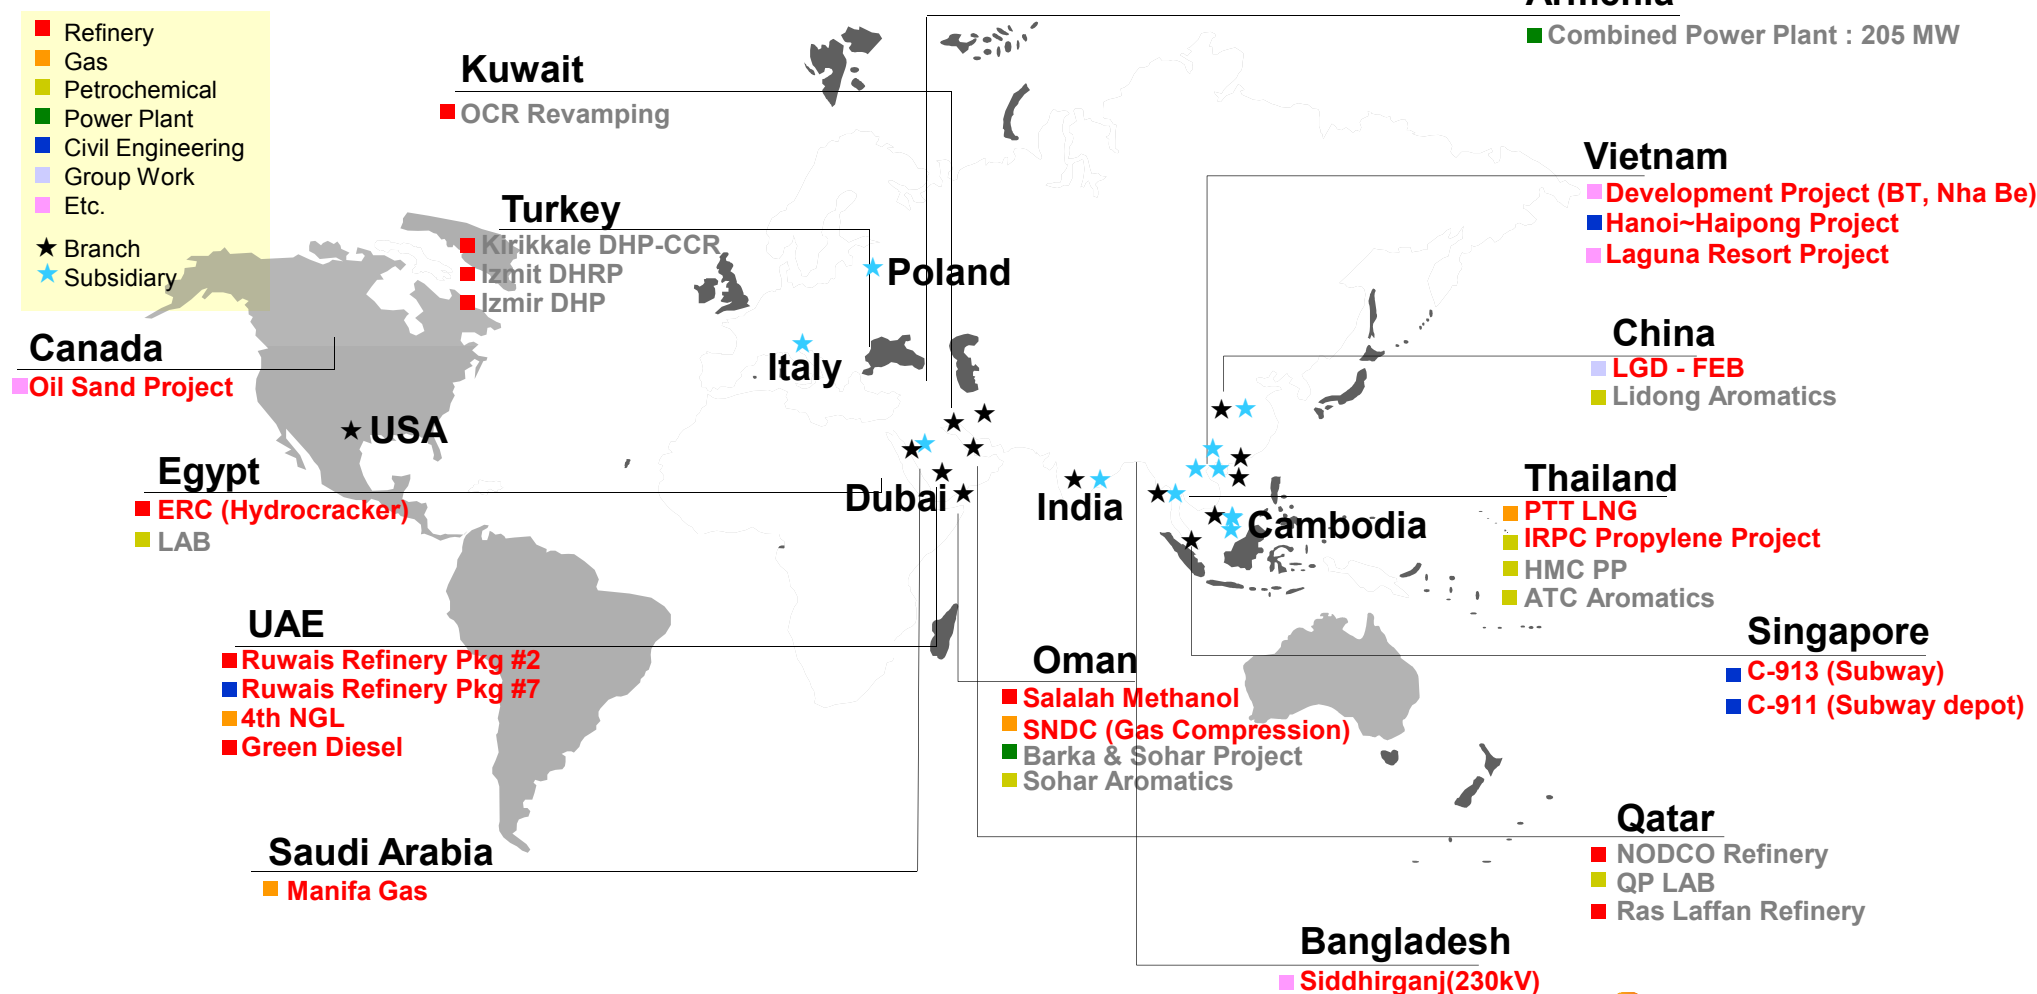 Refinery
Gas
Petrochemical
Power Plant
Civil Engineering
Group Work
Etc.
Branch
Subsidiary
Armenia
Combined Power Plant : 205 MW
Kuwait
OCR Revamping
Turkey
Kirikkale DHP-CCR
Izmit DHRP
Izmir DHP
Poland
Italy
Vietnam
Development Project (BT, Nha Be)
Hanoi~Haipong Project
Laguna Resort Project
China
LGD - FEB
Lidong Aromatics
Canada
Oil Sand Project
USA
Egypt
ERC (Hydrocracker)
LAB
Dubai
India
Cambodia
Thailand
PTT LNG
IRPC Propylene Project
HMC PP
ATC Aromatics
UAE
Ruwais Refinery Pkg #2
Ruwais Refinery Pkg #7
4th NGL
Green Diesel
Oman
Salalah Methanol
SNDC (Gas Compression)
Barka & Sohar Project
Sohar Aromatics
Singapore
C-913 (Subway)
C-911 (Subway depot)
Saudi Arabia
Manifa Gas
Qatar
NODCO Refinery
QP LAB
Ras Laffan Refinery
Bangladesh
Siddhirganj(230kV)